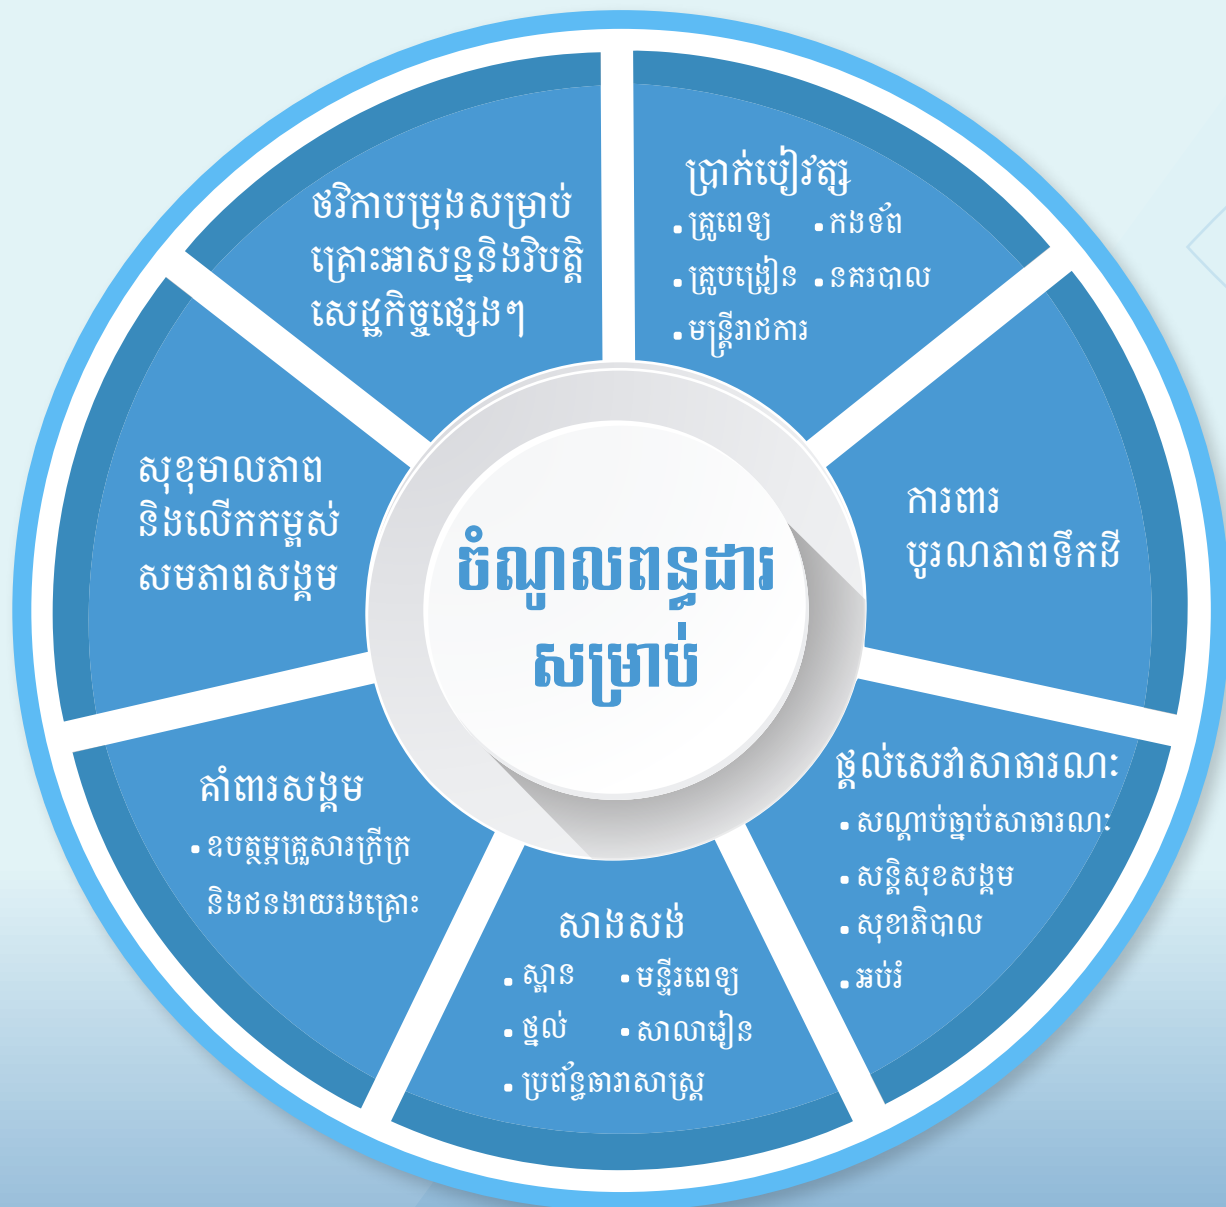 ចំណូលពន្ធដារ
សម្រាប់
ប្រាក់បៀវត្ស
▪ គ្រូពេទ្យ ▪ កងទ័ព
▪ គ្រូបង្រៀន ▪ នគរបាល
▪ មន្ត្រីរាជការ
ការពារ
បូរណភាពទឹកដី
ផ្តល់សេវាសាធារណៈ
▪ សណ្តាប់ធ្នាប់សាធារណៈ
▪ សន្តិសុខសង្គម
▪ សុខាភិបាល
▪ អប់រំ
សាងសង់
▪ ស្ពាន ▪ មន្ទីរពេទ្យ
▪ ថ្នល់ ▪ សាលារៀន
▪ ប្រព័ន្ធធារាសាស្ត្រ
គាំពារសង្គម
▪ ឧបត្ថម្ភគ្រួសារក្រីក្រ
និងជនងាយរងគ្រោះ
សុខុមាលភាព
និងលើកកម្ពស់
សមភាពសង្គម
ថវិកាបម្រុងសម្រាប់
គ្រោះអាសន្ននិងវិបត្តិ
សេដ្ឋកិច្ចផ្សេងៗ